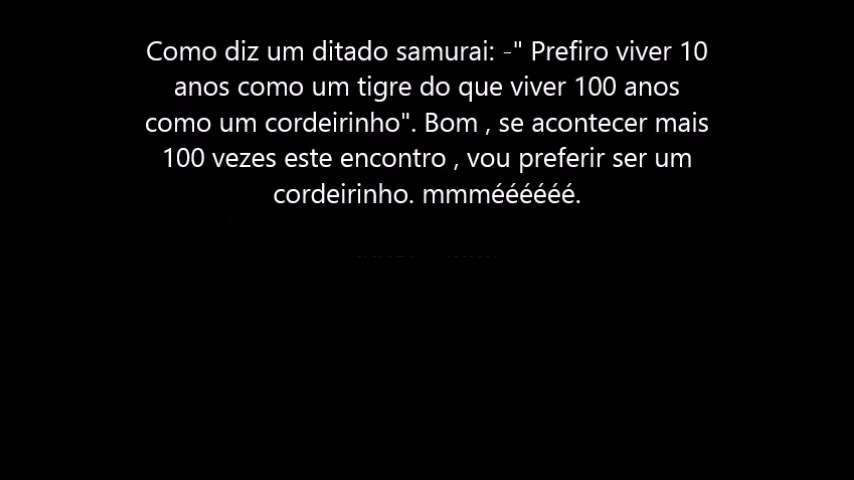 Como diz um ditado samurai: -" Prefiro viver 10
anos como um tigre do que viver 100 anos
como um cordeirinho". Bom , se acontecer mais
100 vezes este encontro , vou preferir ser um
cordeirinho. mmméééééé.